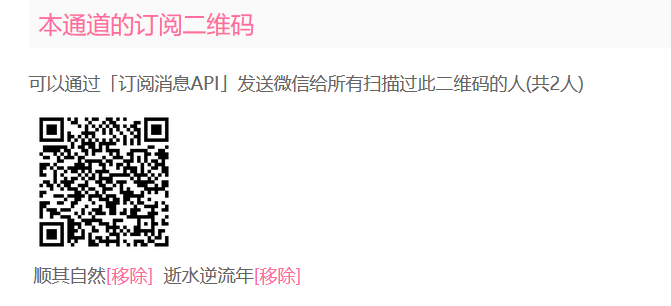 本通道的订阅二维码
可以通过「订阅消息API」发送微信给所有扫描过此二维码的人(共2人)
顺其自然[移除] 逝水逆流年[移除]